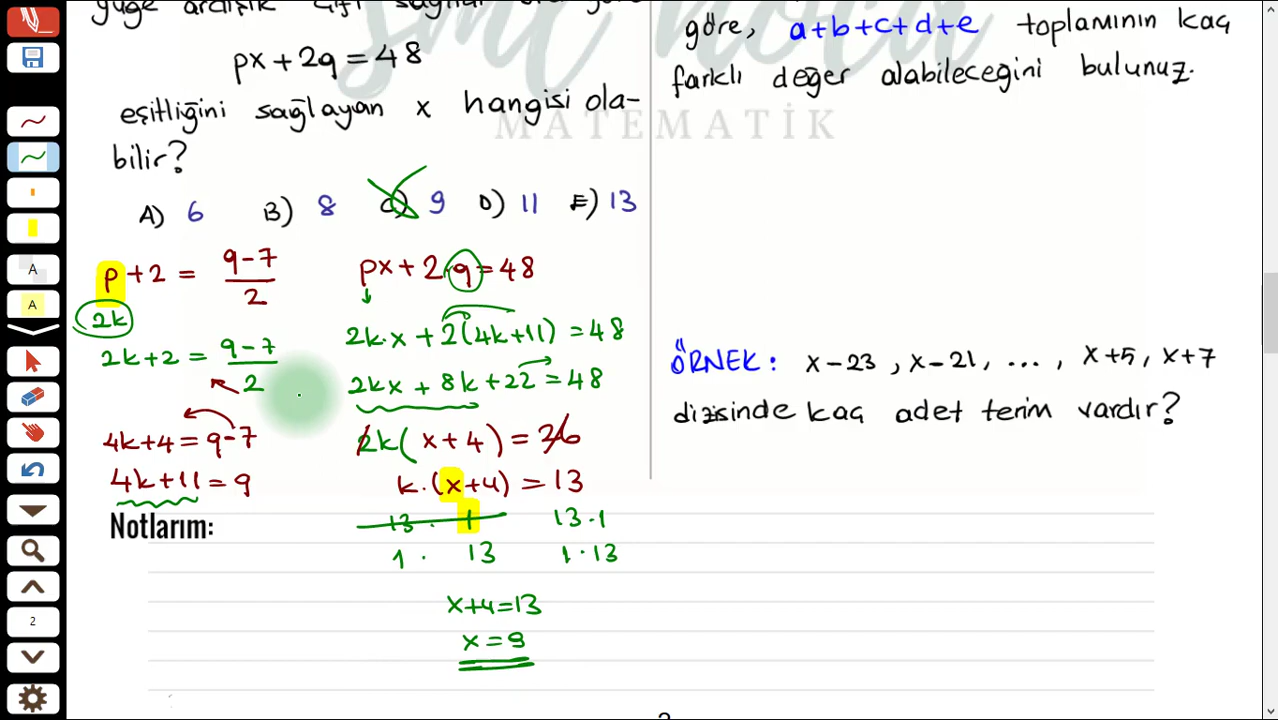 px + 2q = 48
eşitliğini sağlayan x hangisi ola-
bilir?
A) 6 B) 8 C) 9 D) 11 E) 13
p + 2 = q-7/2
2k
2k + 2 = q-7/2
4k + 4 = q - 7
4k + 11 = q
px + 2 · q = 48
2k·x + 2(4k + 11) = 48
2kx + 8k + 22 = 48
2k(x + 4) = 26
k·(x+4) = 13
13 · 1 13 · 1
1 · 13 1 · 13
x+4 = 13
x = 9
Notlarım:
göre, a+b+c+d+e toplamının kaç
farklı değer alabileceğini bulunuz.
ÖRNEK: x-23, x-21, ..., x+5, x+7
dizisinde kaç adet terim vardır?
MATEMATİK
A
A
2